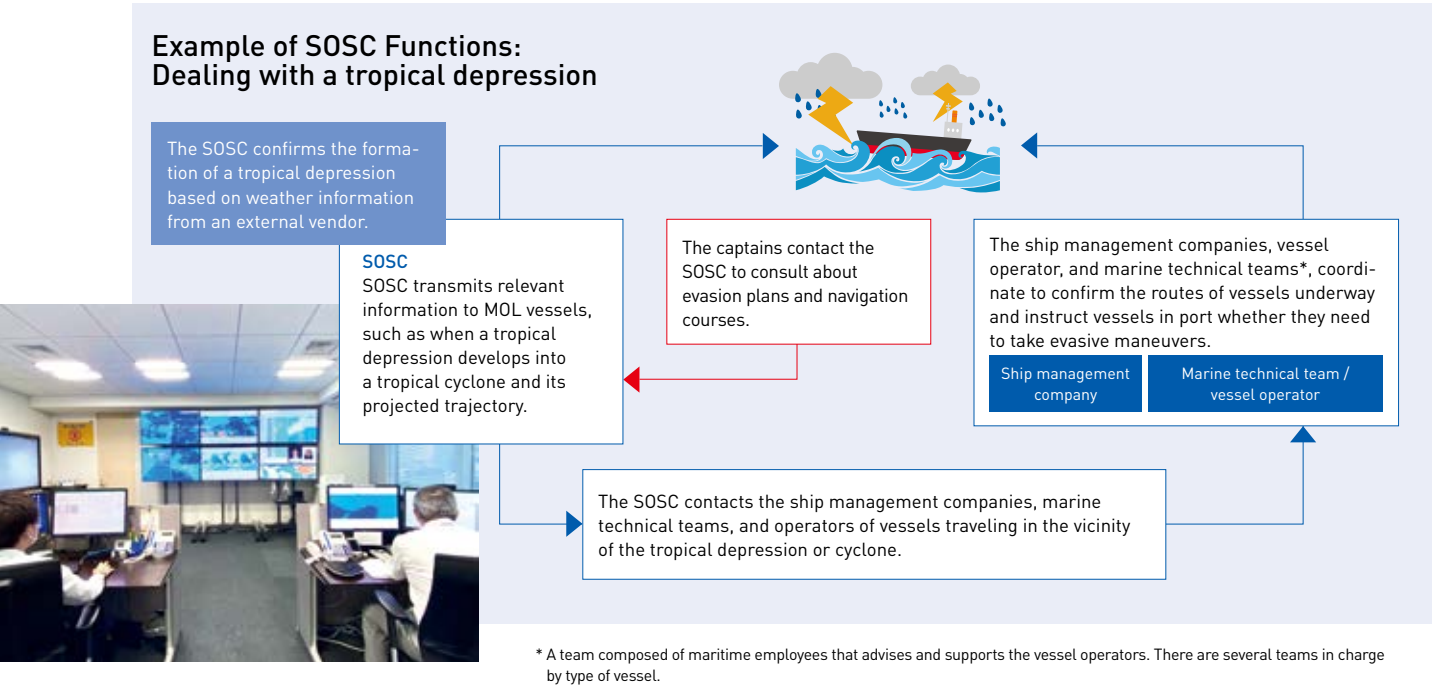 Example of SOSC Functions:
Dealing with a tropical depression
The SOSC confirms the forma-
tion of a tropical depression
based on weather information
from an external vendor.
SOSC
SOSC transmits relevant
information to MOL vessels,
such as when a tropical
depression develops into
a tropical cyclone and its
projected trajectory.
The captains contact the
SOSC to consult about
evasion plans and navigation
courses.
The ship management companies, vessel
operator, and marine technical teams*, coordi-
nate to confirm the routes of vessels underway
and instruct vessels in port whether they need
to take evasive maneuvers.
Ship management
company
Marine technical team /
vessel operator
The SOSC contacts the ship management companies, marine
technical teams, and operators of vessels traveling in the vicinity
of the tropical depression or cyclone.
* A team composed of maritime employees that advises and supports the vessel operators. There are several teams in charge
by type of vessel.